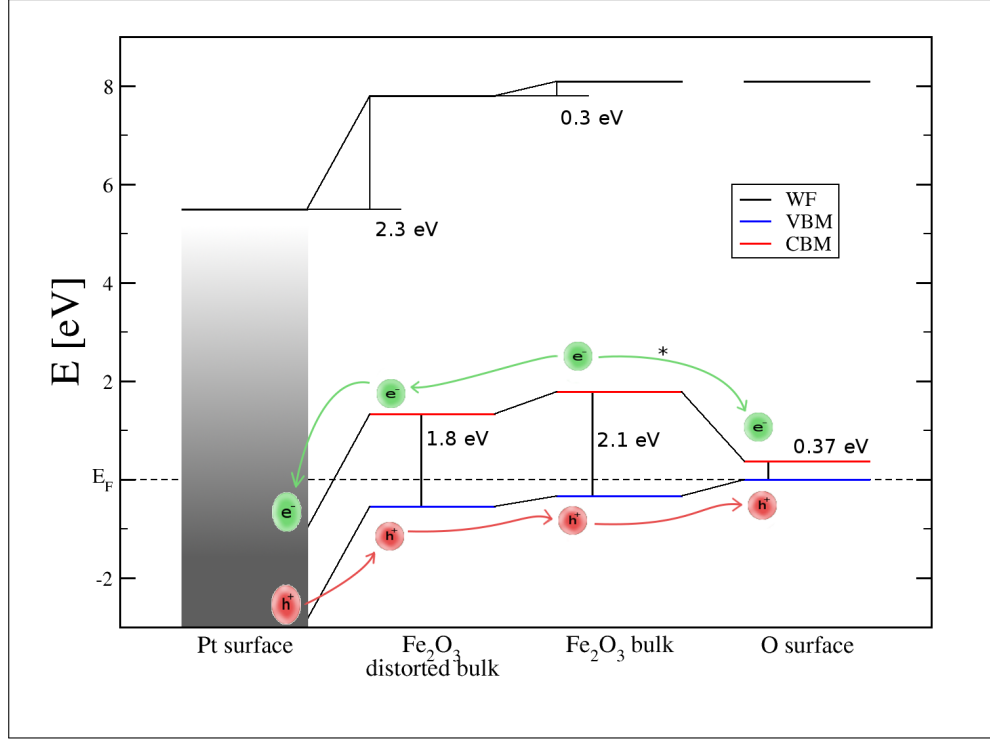 8
6
4
2
E_F
-2
E [eV]
2.3 eV
0.3 eV
WF
VBM
CBM
*
e⁻
e⁻
e⁻
e⁻
1.8 eV
2.1 eV
0.37 eV
h⁺
h⁺
h⁺
h⁺
Pt surface
Fe₂O₃
distorted bulk
Fe₂O₃ bulk
O surface